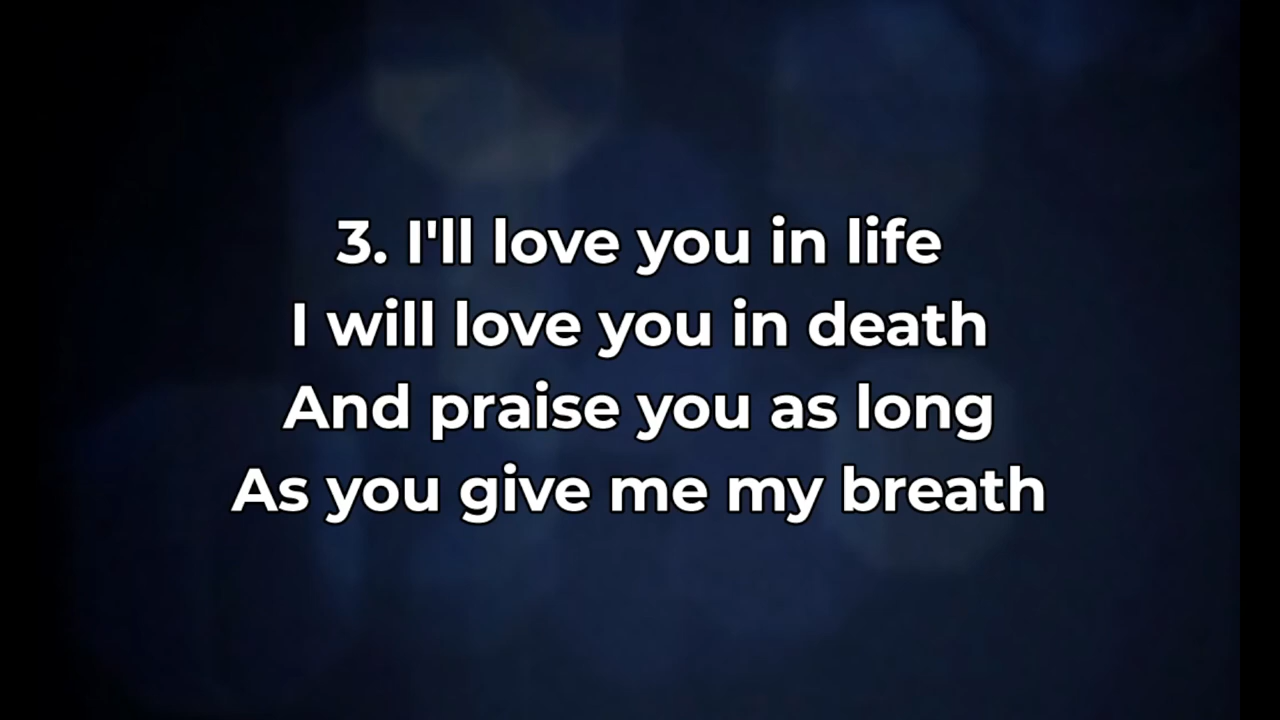 3. I'll love you in life
I will love you in death
And praise you as long
As you give me my breath